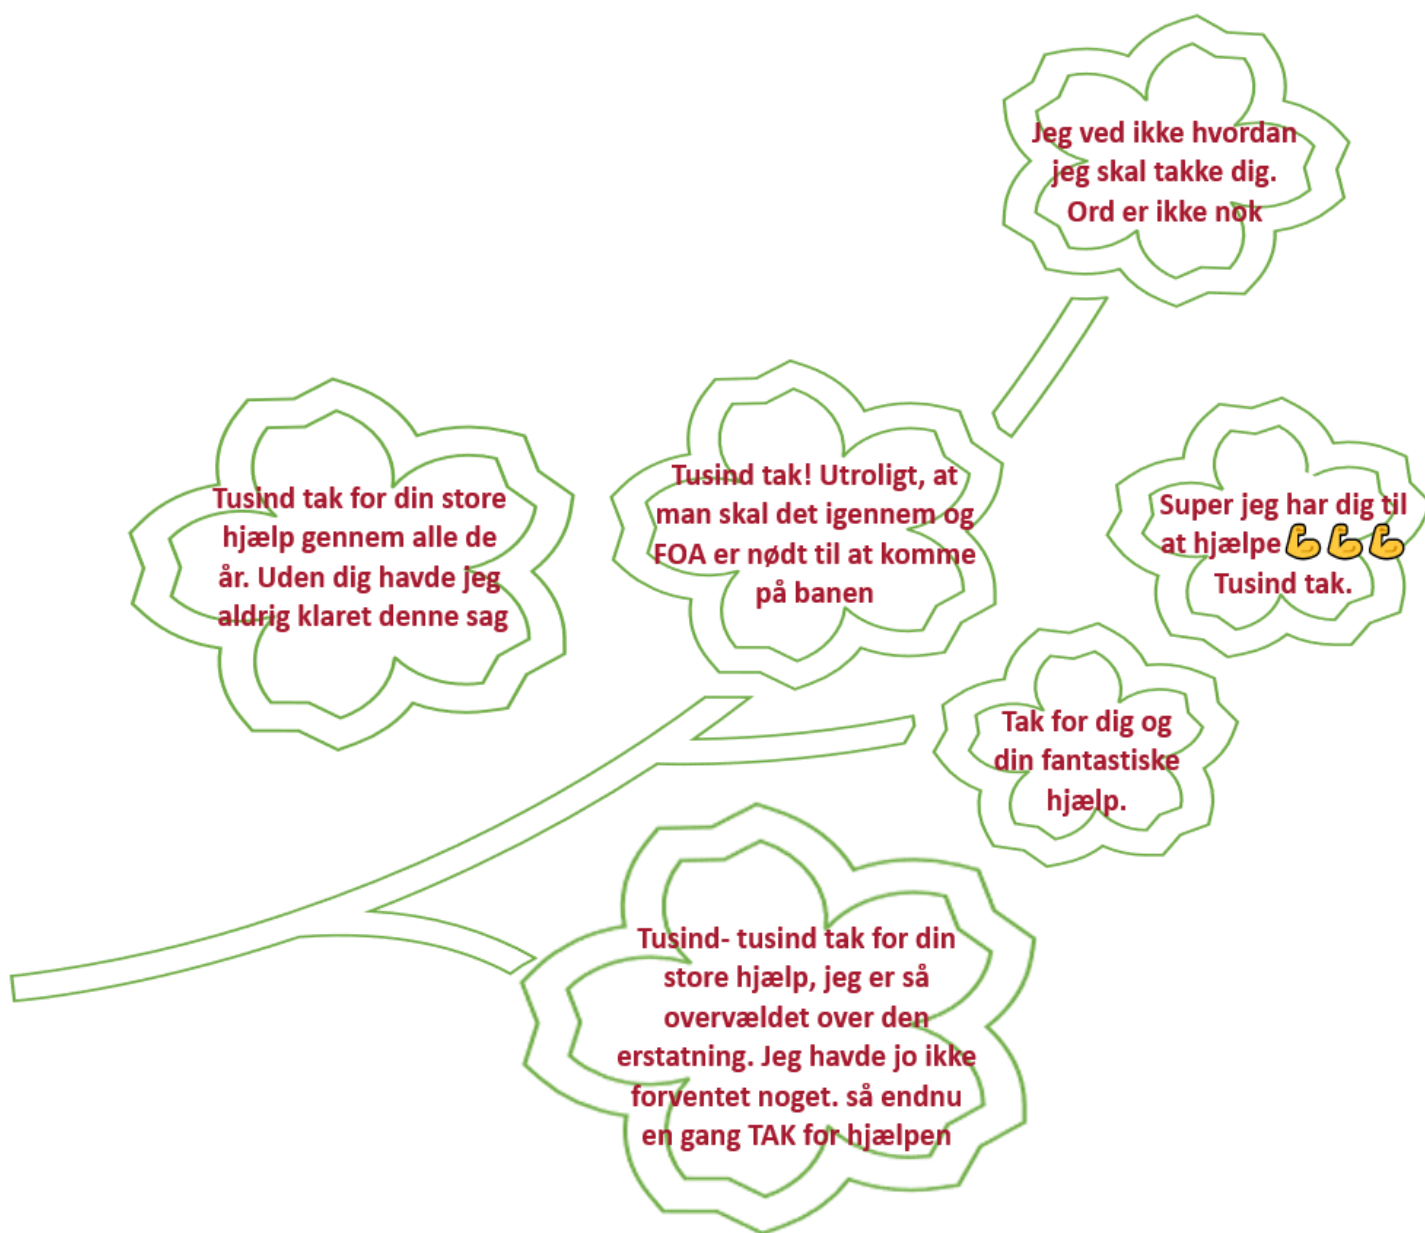 Jeg ved ikke hvordan
jeg skal takke dig.
Ord er ikke nok
Tusind tak for din store
hjælp gennem alle de
år. Uden dig havde jeg
aldrig klaret denne sag
Tusind tak! Utroligt, at
man skal det igennem og
FOA er nødt til at komme
på banen
Super jeg har dig til
at hjælpe💪💪💪
Tusind tak.
Tak for dig og
din fantastiske
hjælp.
Tusind- tusind tak for din
store hjælp, jeg er så
overvældet over den
erstatning. Jeg havde jo ikke
forventet noget. så endnu
en gang TAK for hjælpen